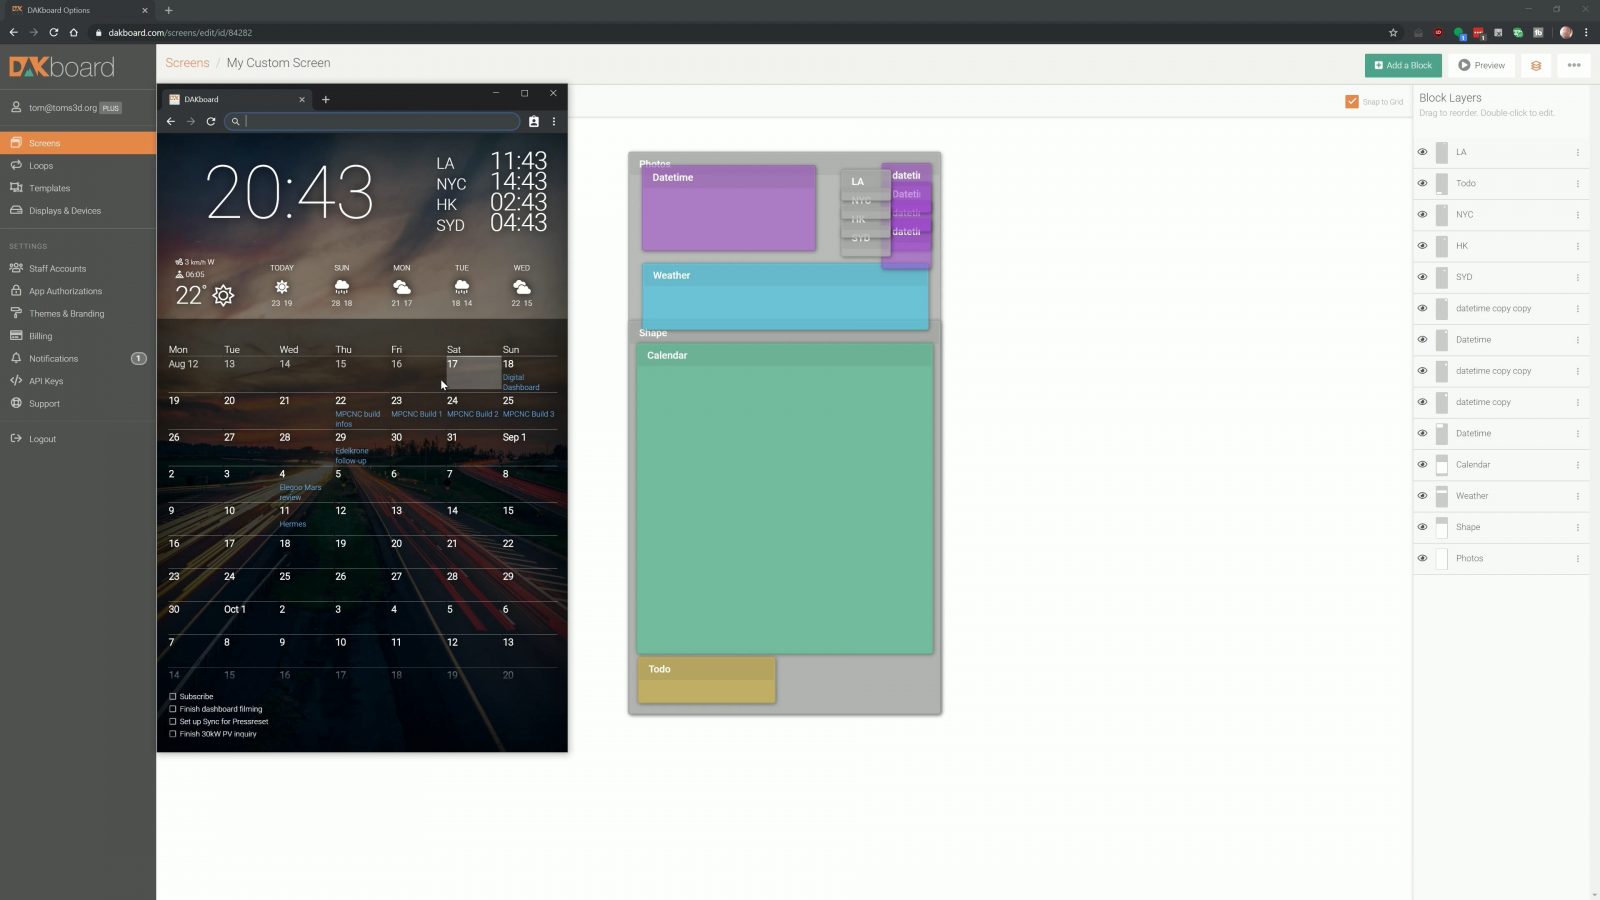 DAKboard Options
dakboard.com/screens/edit/id/84282
DAKboard
Screens / My Custom Screen
Add a Block
Preview
tom@toms3d.org PLUS
Screens
Loops
Templates
Displays & Devices
SETTINGS
Staff Accounts
App Authorizations
Themes & Branding
Billing
Notifications 1
API Keys
Support
Logout
DAKboard
20:43
LA 11:43
NYC 14:43
HK 02:43
SYD 04:43
3 km/h W
06:05
22°
TODAY SUN MON TUE WED
23 19 28 18 21 17 18 14 22 15
Mon Tue Wed Thu Fri Sat Sun
Aug 12 13 14 15 16 17 18
Digital
Dashboard
19 20 21 22 23 24 25
MPCNC build MPCNC Build 1 MPCNC Build 2 MPCNC Build 3
infos
26 27 28 29 30 31 Sep 1
Edelkrone
follow-up
2 3 4 5 6 7 8
Elegoo Mars
review
9 10 11 12 13 14 15
Hermes
16 17 18 19 20 21 22
23 24 25 26 27 28 29
30 Oct 1 2 3 4 5 6
7 8 9 10 11 12 13
14 15 16 17 18 19 20
Subscribe
Finish dashboard filming
Set up Sync for Pressreset
Finish 30kW PV inquiry
Photos
Datetime
LA
NYC
HK
SYD
datetii
Datetii
datetii
datetii
Weather
Shape
Calendar
Todo
Snap to Grid
Block Layers
Drag to reorder. Double-click to edit.
LA
Todo
NYC
HK
SYD
datetime copy copy
Datetime
datetime copy copy
datetime copy
Datetime
Calendar
Weather
Shape
Photos